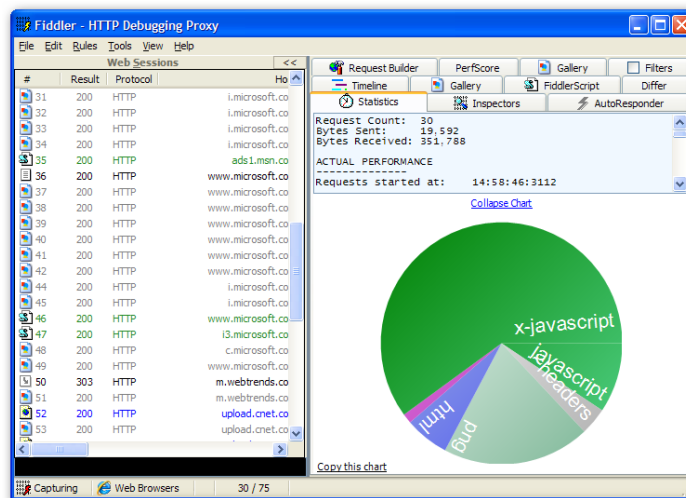 Fiddler - HTTP Debugging Proxy
File Edit Rules Tools View Help
Web Sessions <<
# Result Protocol Ho
31 200 HTTP i.microsoft.co
32 200 HTTP i.microsoft.co
33 200 HTTP i.microsoft.co
34 200 HTTP i.microsoft.co
35 200 HTTP ads1.msn.co
36 200 HTTP www.microsoft.co
37 200 HTTP www.microsoft.co
38 200 HTTP www.microsoft.co
39 200 HTTP www.microsoft.co
40 200 HTTP www.microsoft.co
41 200 HTTP www.microsoft.co
42 200 HTTP www.microsoft.co
44 200 HTTP i.microsoft.co
45 200 HTTP i.microsoft.co
46 200 HTTP www.microsoft.co
47 200 HTTP i3.microsoft.co
48 200 HTTP c.microsoft.co
49 200 HTTP www.microsoft.co
50 303 HTTP m.webtrends.co
51 200 HTTP m.webtrends.co
52 200 HTTP upload.cnet.co
53 200 HTTP upload.cnet.co
Request Builder PerfScore Gallery Filters
Timeline Gallery FiddlerScript Differ
Statistics Inspectors AutoResponder
Request Count: 30
Bytes Sent: 19,592
Bytes Received: 351,788
ACTUAL PERFORMANCE
--------------
Requests started at: 14:58:46:3112
Collapse Chart
x-javascript
javascript
headers
png
html
Copy this chart
Capturing Web Browsers 30 / 75